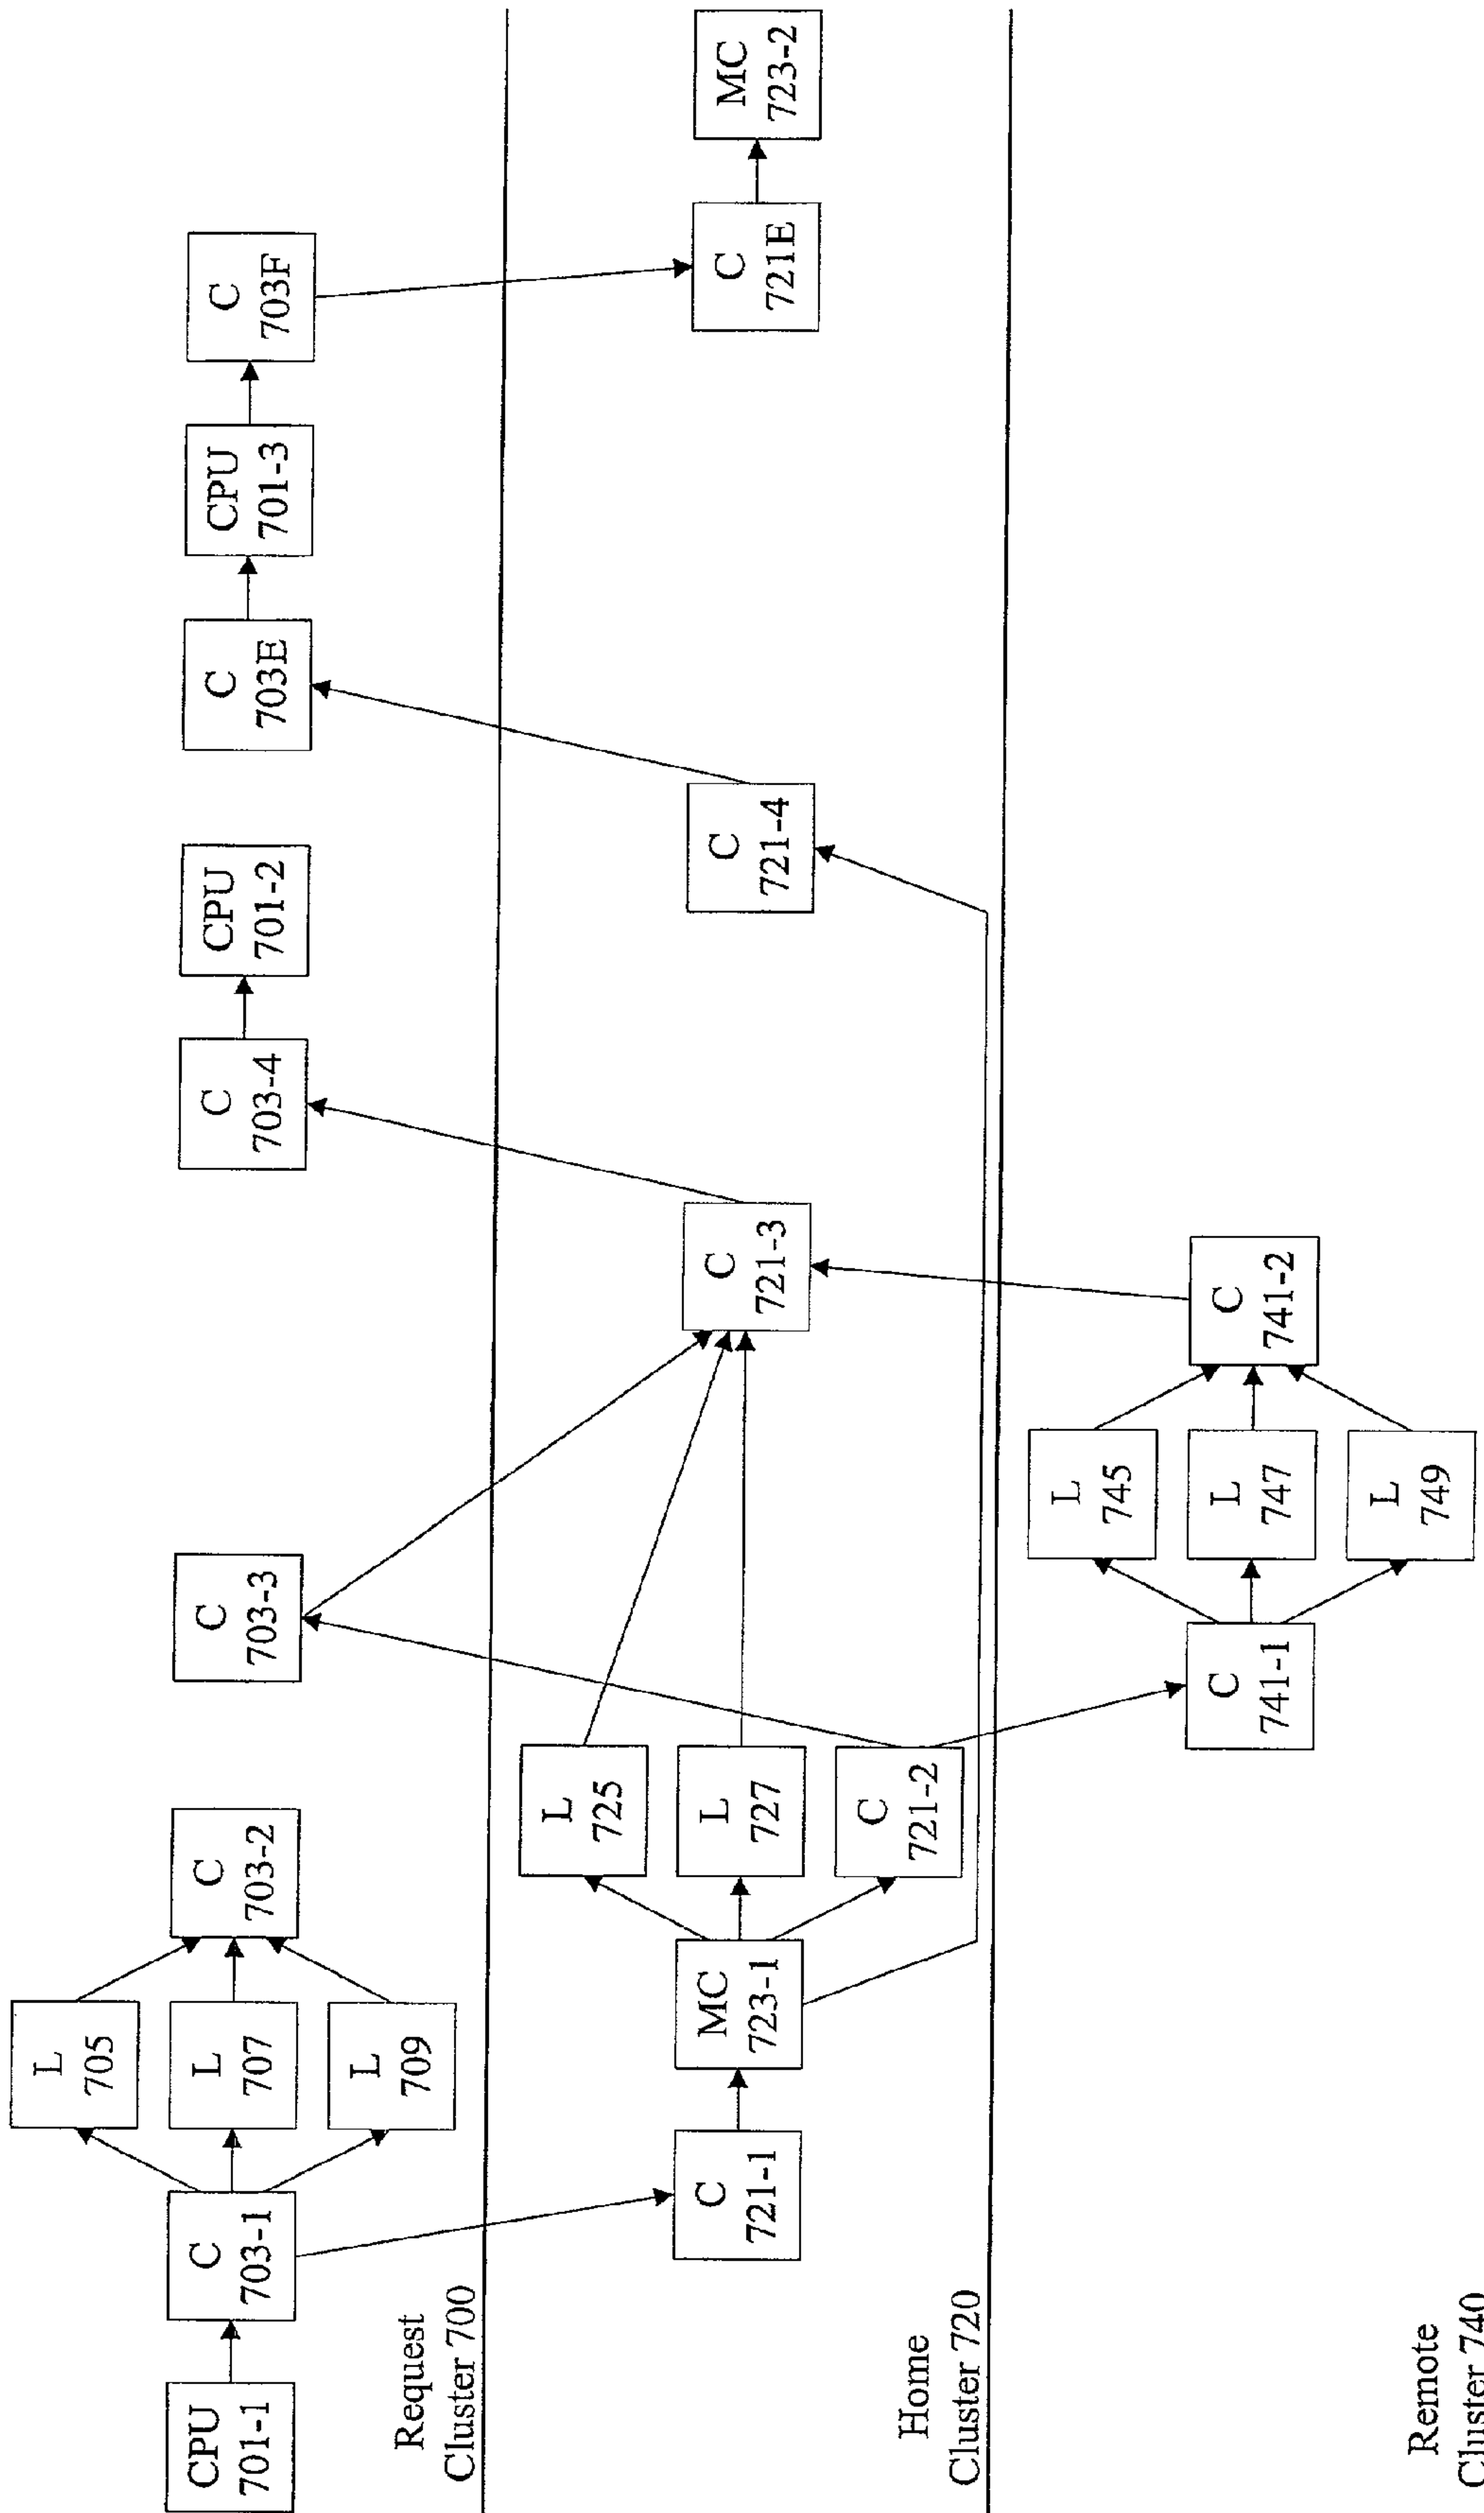 CPU
701-1
C
703-1
L
705
L
707
L
709
C
703-2
C
703-3
C
703-4
CPU
701-2
C
703E
CPU
701-3
C
703F
Request
Cluster 700
C
721-1
MC
723-1
L
725
L
727
C
721-2
C
721-3
C
721-4
C
721E
MC
723-2
Home
Cluster 720
C
741-1
L
745
L
747
L
749
C
741-2
Remote
Cluster 740